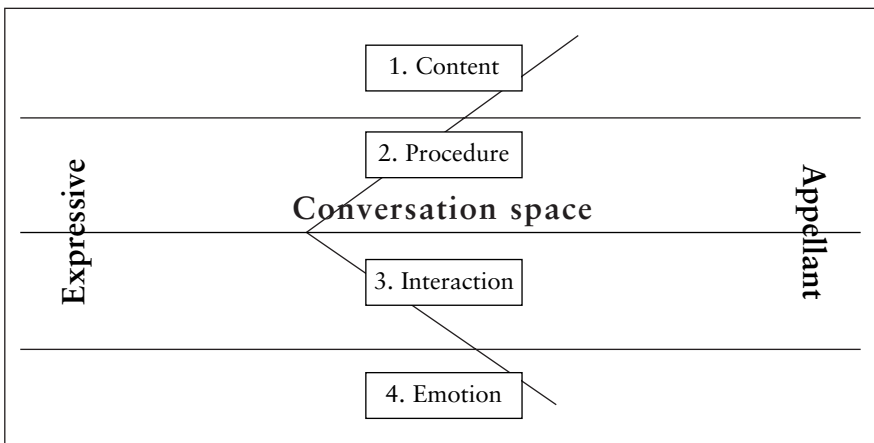 1. Content
2. Procedure
Expressive
Conversation space
Appellant
3. Interaction
4. Emotion